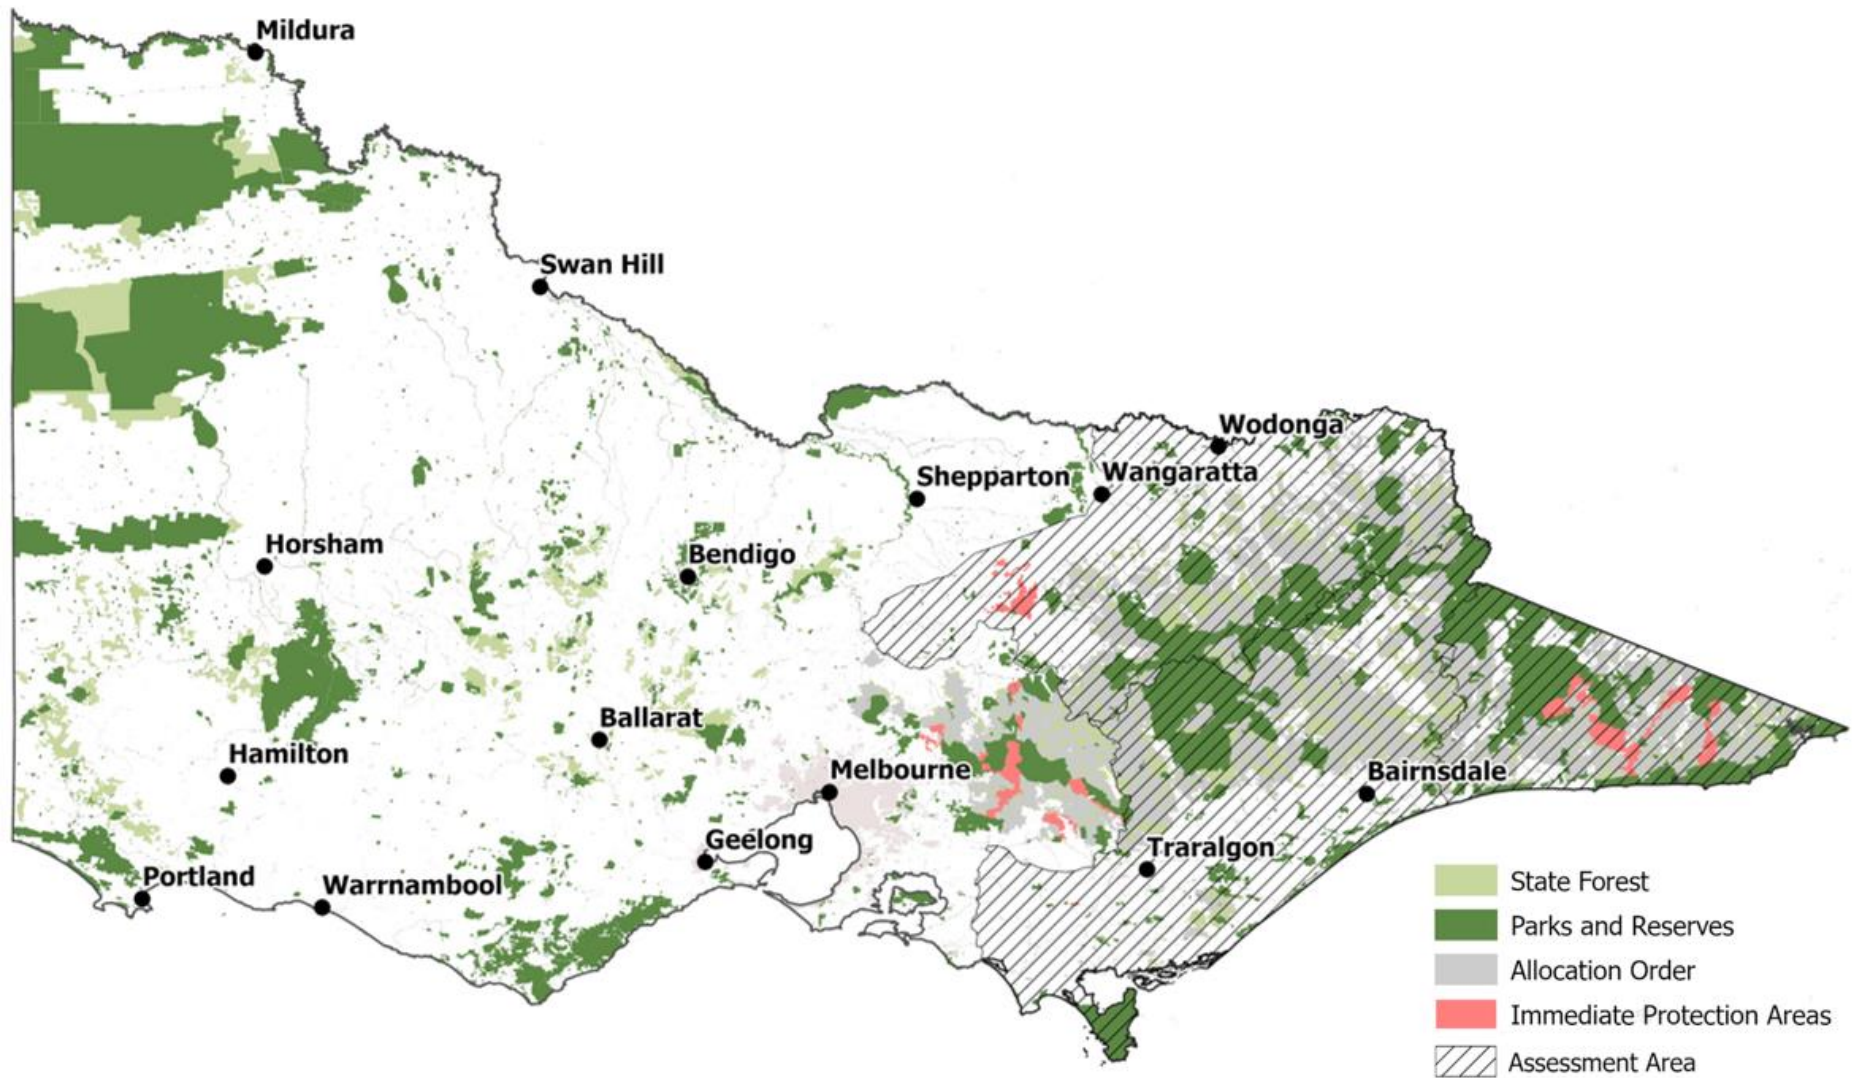 Mildura
Swan Hill
Wodonga
Shepparton
Wangaratta
Horsham
Bendigo
Ballarat
Hamilton
Melbourne
Bairnsdale
Geelong
Traralgon
Portland
Warrnambool
State Forest
Parks and Reserves
Allocation Order
Immediate Protection Areas
Assessment Area